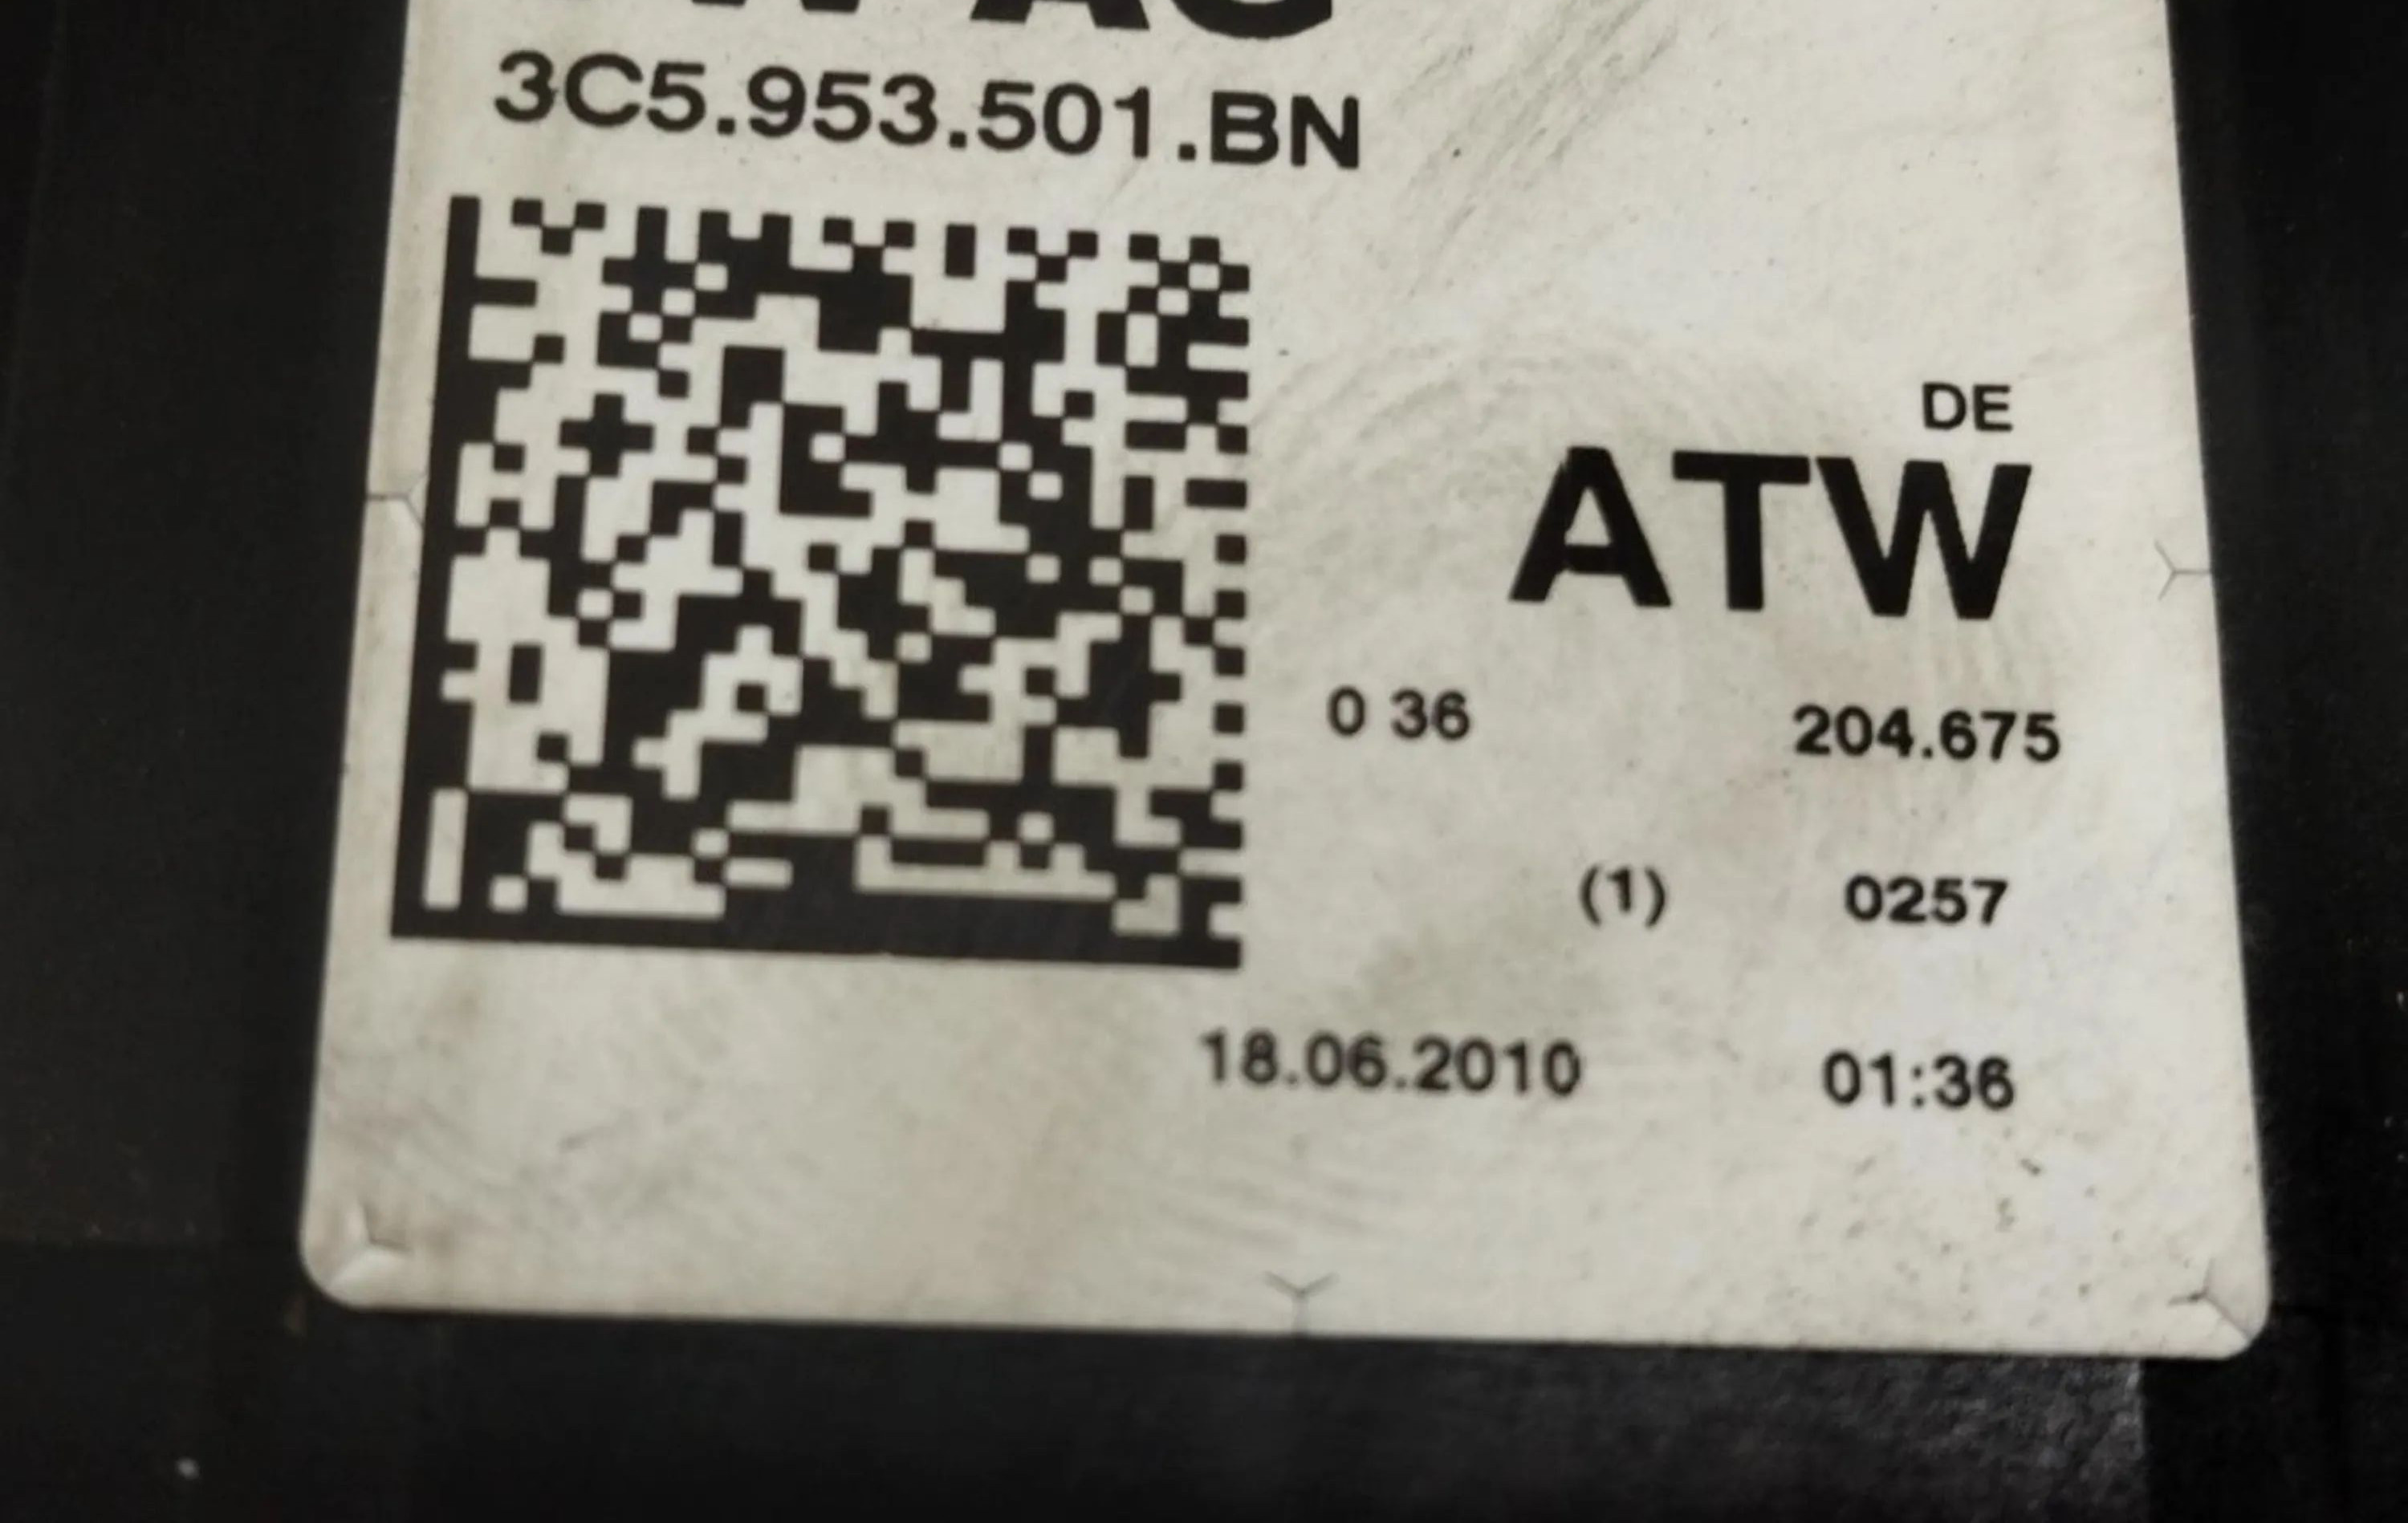 3C5.953.501.BN
DE
ATW
0 36 204.675
(1) 0257
18.06.2010 01:36